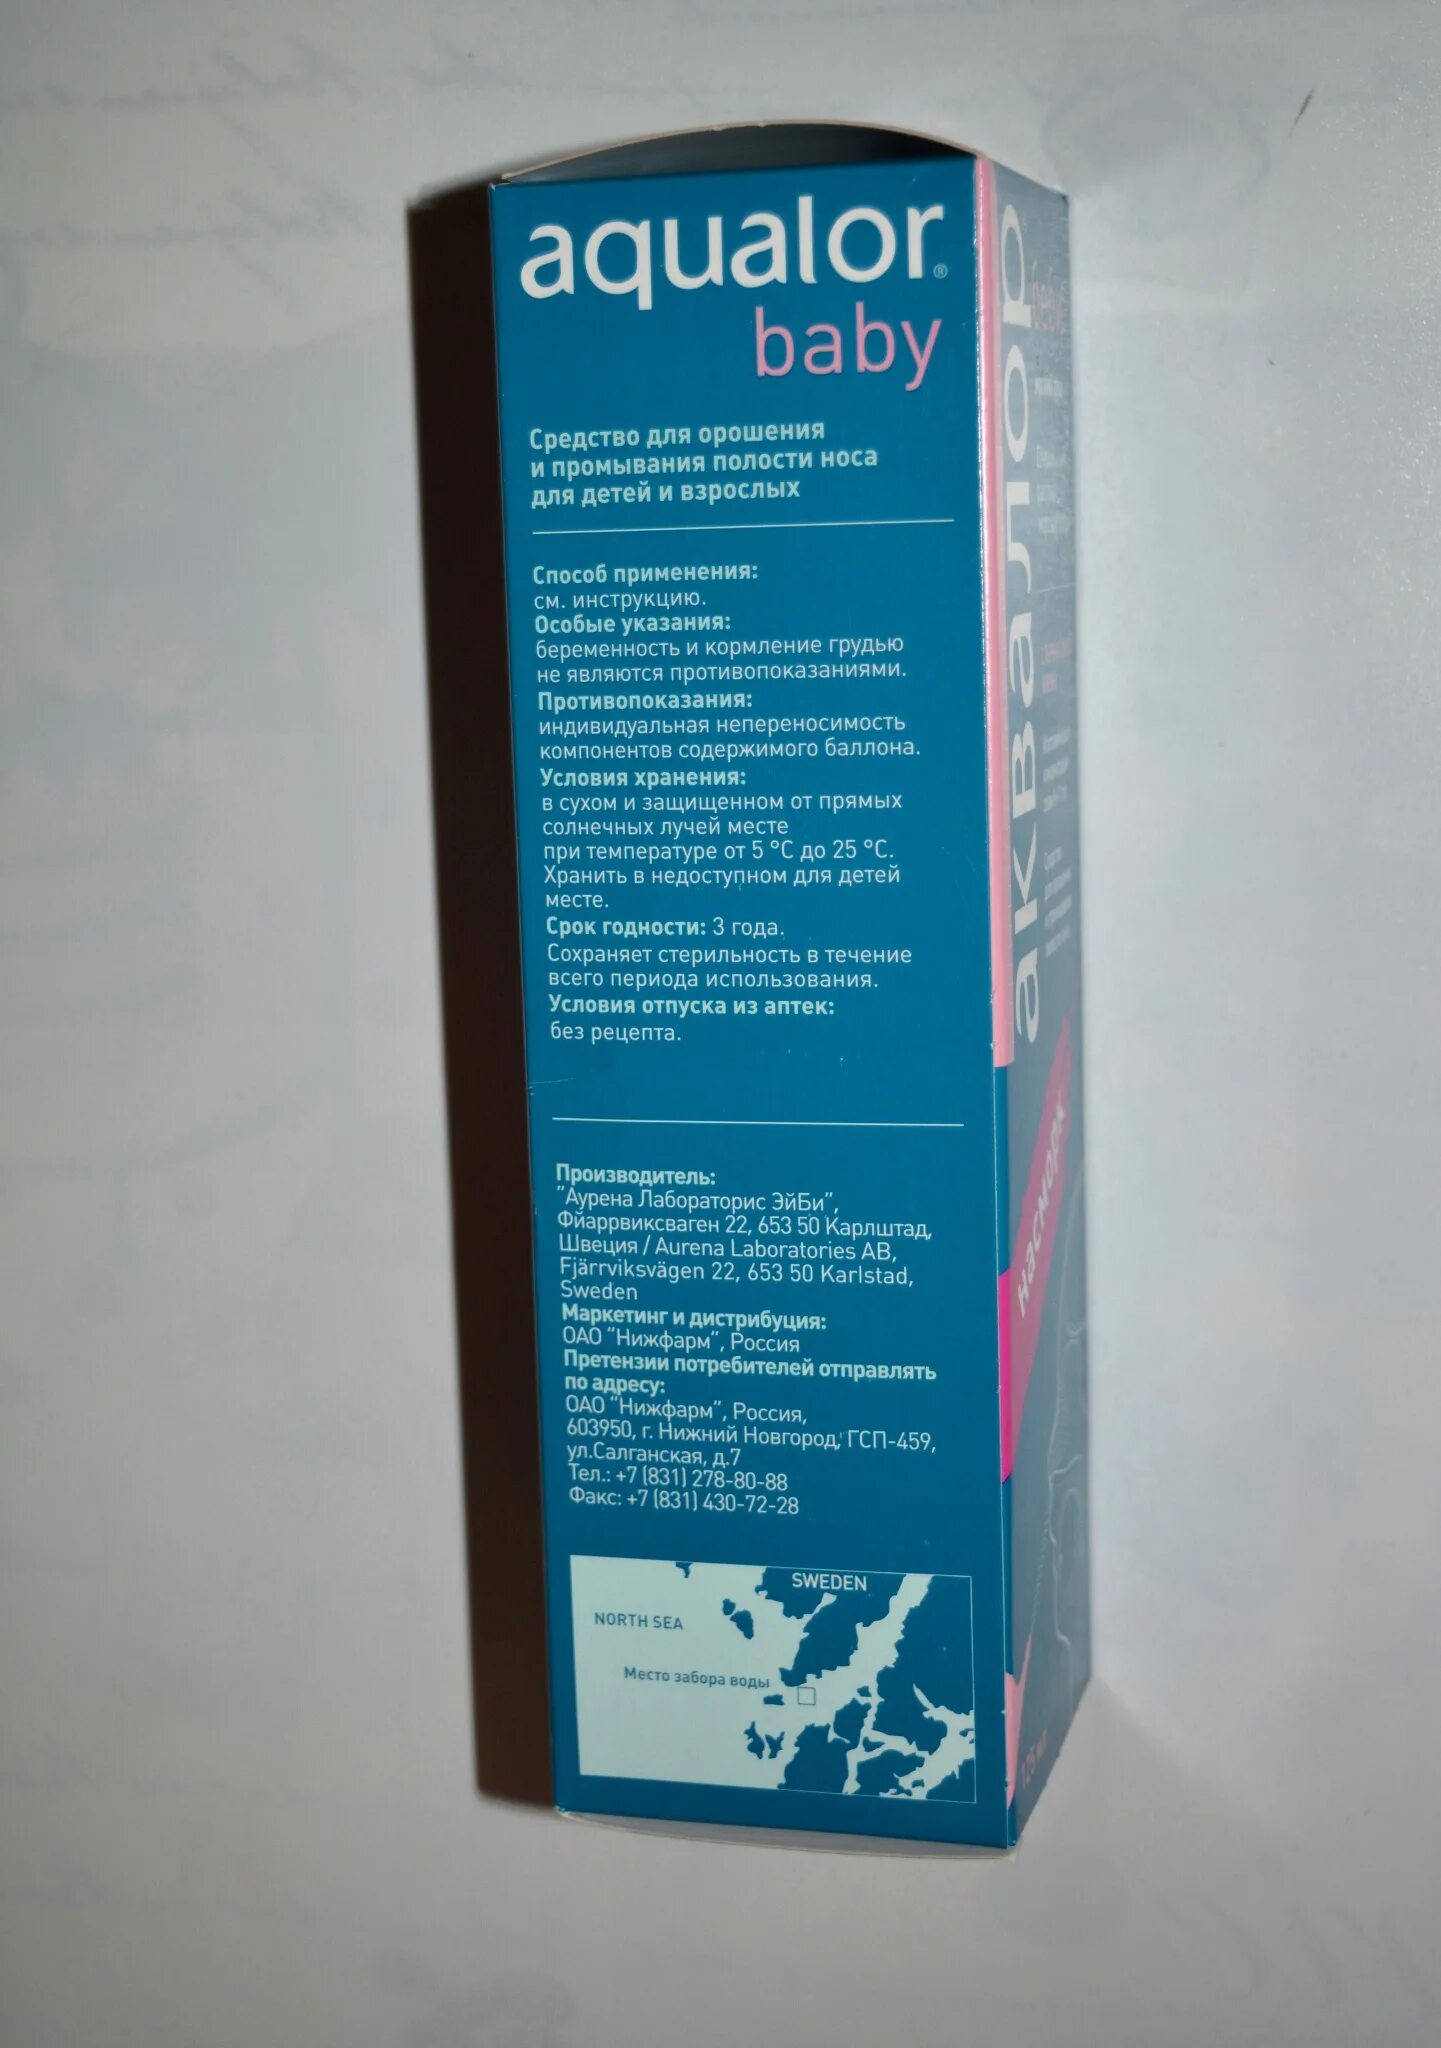 aqualor®
baby
Средство для орошения
и промывания полости носа
для детей и взрослых
Способ применения:
см. инструкцию.
Особые указания:
беременность и кормление грудью
не являются противопоказаниями.
Противопоказания:
индивидуальная непереносимость
компонентов содержимого баллона.
Условия хранения:
в сухом и защищенном от прямых
солнечных лучей месте
при температуре от 5 °C до 25 °C.
Хранить в недоступном для детей
месте.
Срок годности: 3 года.
Сохраняет стерильность в течение
всего периода использования.
Условия отпуска из аптек:
без рецепта.
Производитель:
"Аурена Лабораторис ЭйБи",
Фйаррвиксваген 22, 653 50 Карлштад,
Швеция / Aurena Laboratories AB,
Fjärrviksvägen 22, 653 50 Karlstad,
Sweden
Маркетинг и дистрибуция:
ОАО "Нижфарм", Россия
Претензии потребителей отправлять
по адресу:
ОАО "Нижфарм", Россия,
603950, г. Нижний Новгород, ГСП-459,
ул.Салганская, д.7
Тел.: +7 (831) 278-80-88
Факс: +7 (831) 430-72-28
SWEDEN
NORTH SEA
Место забора воды
аквалор
беби
насморк
125 мл